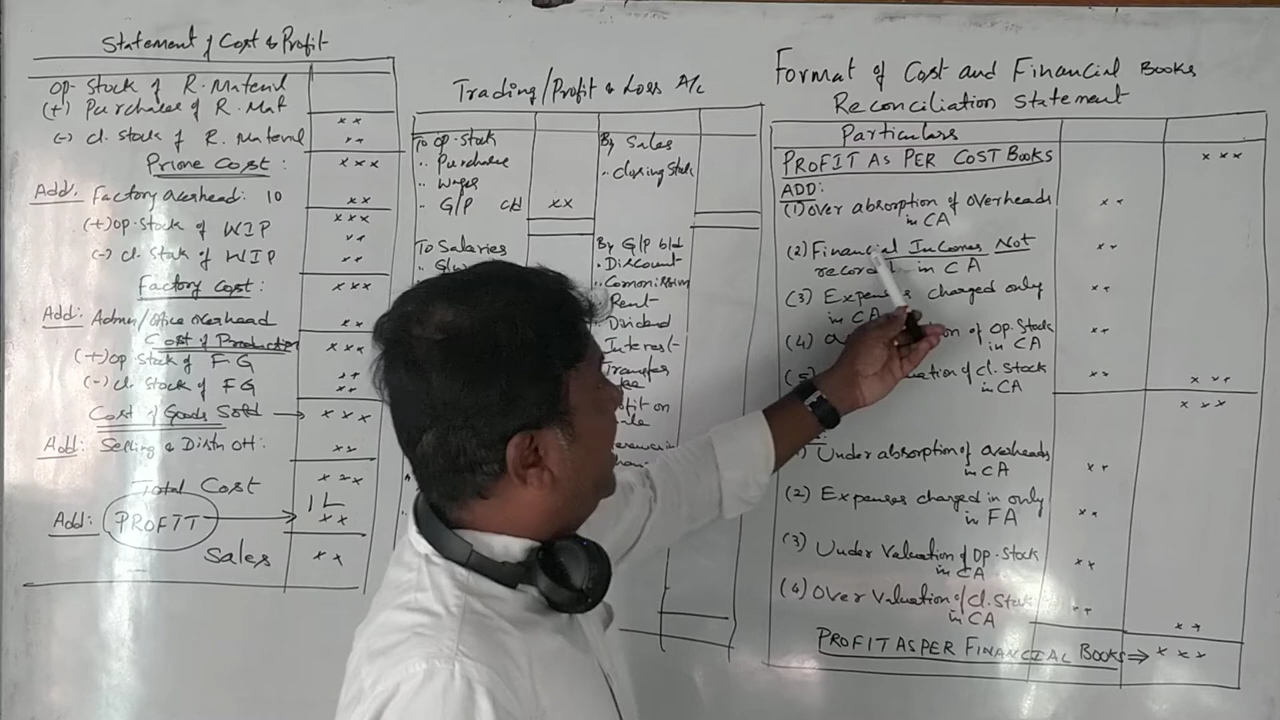 Statement of Cost & Profit
Op. Stock of R. Material
(+) Purchases of R. Mat
x x
(-) cl. stock of R. Material
x x
Prime Cost :
x x x
Add. Factory overhead: 10
x x
x x x
(+) Op. Stock of WIP
x x
(-) cl. Stock of WIP
x x
Factory Cost :
x x x
Add: Admn/Office overhead
x x
Cost of Production
x x x
(+) Op Stock of FG
x x
(-) cl. Stock of FG
x x
Cost of Goods Sold
x x x
Add: Selling & Distn OH:
x x
Total Cost
x x x
1L
Add: PROFIT
x x
Sales
x x
Trading/Profit & Loss A/c
To Op. Stock
By Sales
" Purchase
" closing Stock
" Wages
" G/P c/d
x x
To Salaries
By G/P b/d
" Discount
" Commission
Rent
" Dividend
Interest
Transfer
Fee
Format of Cost and Financial Books
Reconciliation Statement
Particulars
PROFIT AS PER COST BOOKS
x x x
ADD:
(1) Over absorption of overheads
in CA
x x
(2) Financial Incomes Not
in CA
x x
(3) Expenses charged only
in CA
x x
(4)
of Op. Stock
in CA
x x
(5)
of cl. Stock
in CA
x x
x x x
x x x
Under absorption of overheads
in CA
x x
(2) Expenses charged in only
in FA
x x
(3) Under Valuation of Op. Stock
in CA
x x
(4) Over Valuation of cl. Stock
in CA
x x
x x
PROFIT AS PER FINANCIAL BOOKS ⇒ x x x